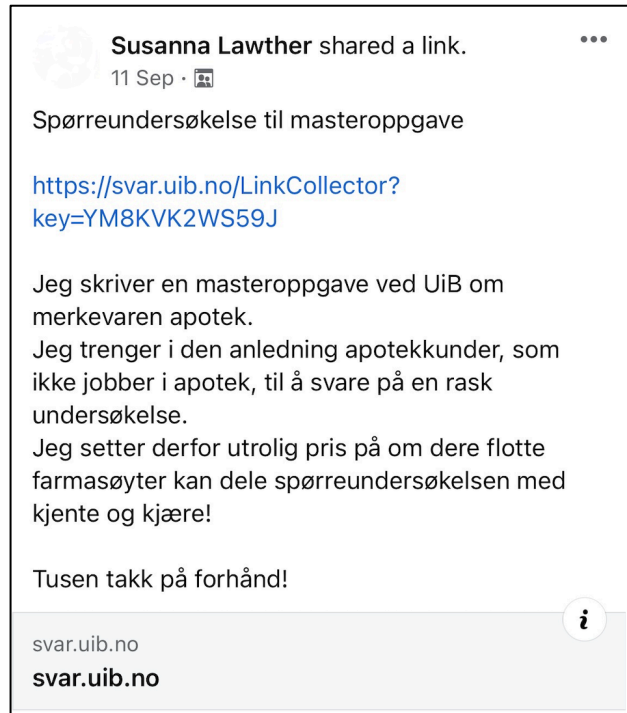 Susanna Lawther shared a link.
11 Sep ·
Spørreundersøkelse til masteroppgave
https://svar.uib.no/LinkCollector?
key=YM8KVK2WS59J
Jeg skriver en masteroppgave ved UiB om
merkevaren apotek.
Jeg trenger i den anledning apotekkunder, som
ikke jobber i apotek, til å svare på en rask
undersøkelse.
Jeg setter derfor utrolig pris på om dere flotte
farmasøyter kan dele spørreundersøkelsen med
kjente og kjære!
Tusen takk på forhånd!
i
svar.uib.no
svar.uib.no